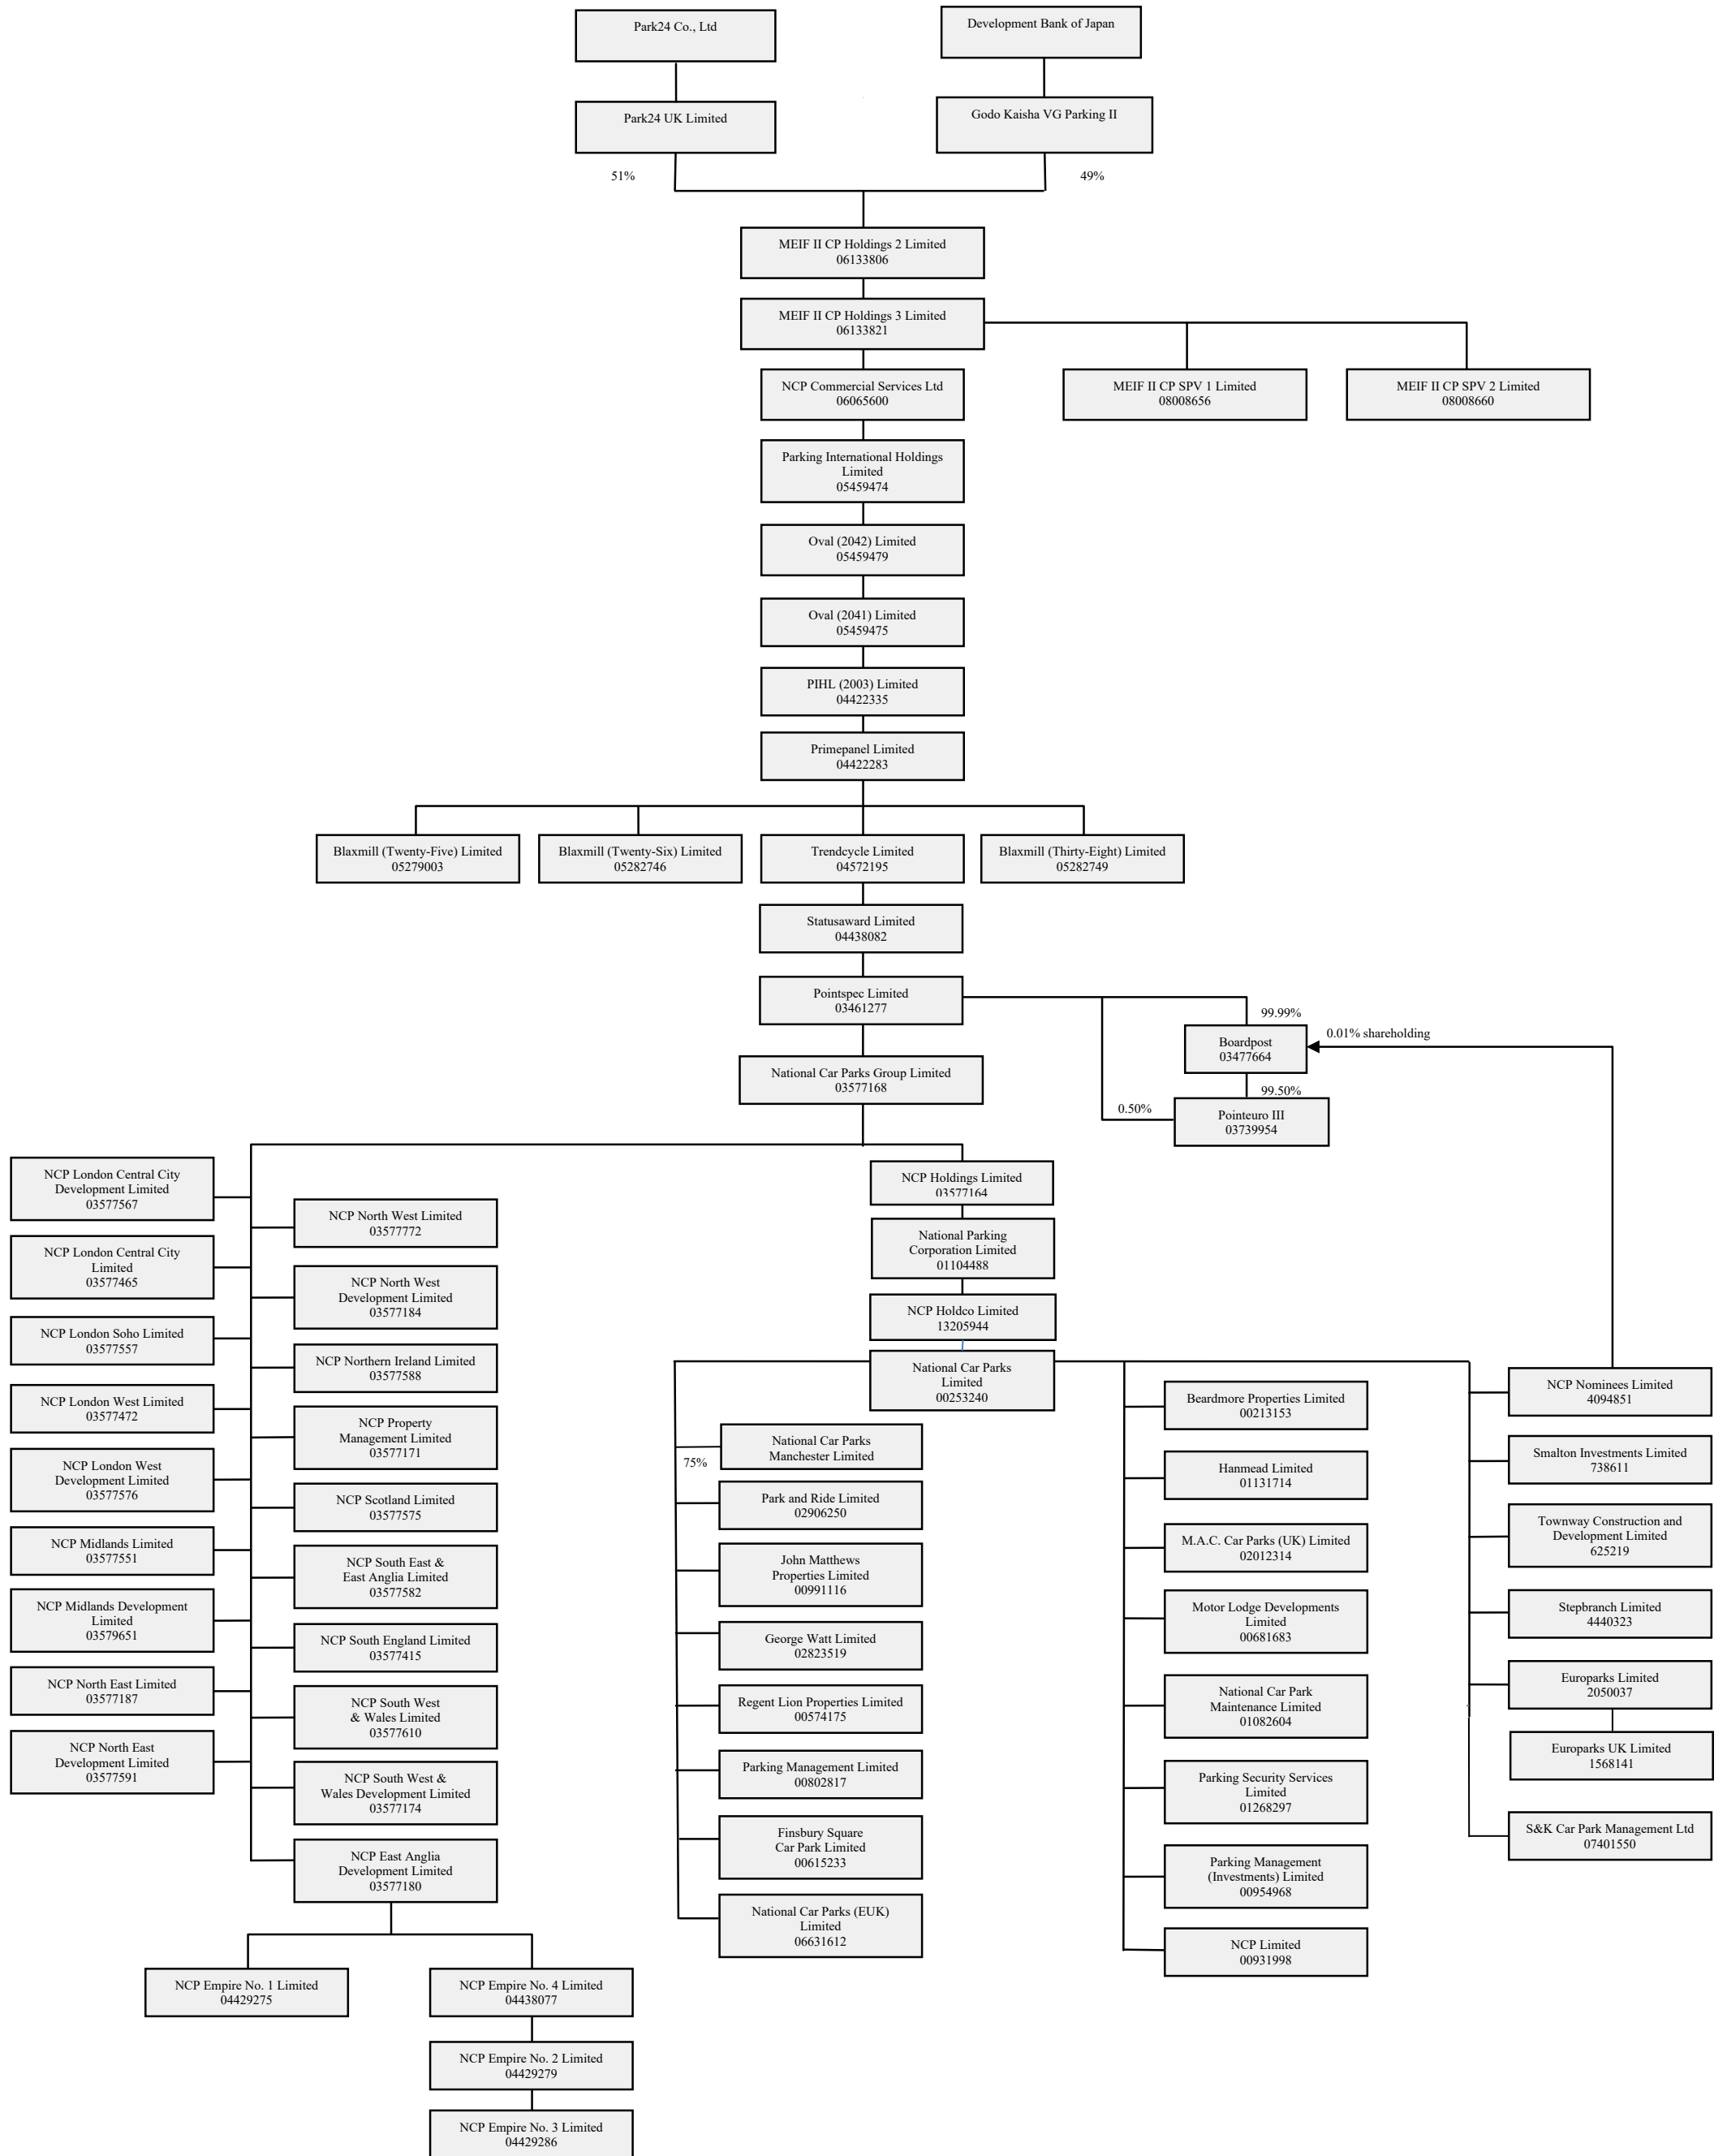 Park24 Co., Ltd
Development Bank of Japan
Park24 UK Limited
Godo Kaisha VG Parking II
51%
49%
MEIF II CP Holdings 2 Limited
06133806
MEIF II CP Holdings 3 Limited
06133821
NCP Commercial Services Ltd
06065600
MEIF II CP SPV 1 Limited
08008656
MEIF II CP SPV 2 Limited
08008660
Parking International Holdings
Limited
05459474
Oval (2042) Limited
05459479
Oval (2041) Limited
05459475
PIHL (2003) Limited
04422335
Primepanel Limited
04422283
Blaxmill (Twenty-Five) Limited
05279003
Blaxmill (Twenty-Six) Limited
05282746
Trendcycle Limited
04572195
Blaxmill (Thirty-Eight) Limited
05282749
Statusaward Limited
04438082
Pointspec Limited
03461277
99.99%
Boardpost
03477664
0.01% shareholding
99.50%
0.50%
Pointeuro III
03739954
National Car Parks Group Limited
03577168
NCP London Central City
Development Limited
03577567
NCP London Central City
Limited
03577465
NCP London Soho Limited
03577557
NCP London West Limited
03577472
NCP London West
Development Limited
03577576
NCP Midlands Limited
03577551
NCP Midlands Development
Limited
03579651
NCP North East Limited
03577187
NCP North East
Development Limited
03577591
NCP North West Limited
03577772
NCP North West
Development Limited
03577184
NCP Northern Ireland Limited
03577588
NCP Property
Management Limited
03577171
NCP Scotland Limited
03577575
NCP South East &
East Anglia Limited
03577582
NCP South England Limited
03577415
NCP South West
& Wales Limited
03577610
NCP South West &
Wales Development Limited
03577174
NCP East Anglia
Development Limited
03577180
NCP Empire No. 1 Limited
04429275
NCP Empire No. 4 Limited
04438077
NCP Empire No. 2 Limited
04429279
NCP Empire No. 3 Limited
04429286
NCP Holdings Limited
03577164
National Parking
Corporation Limited
01104488
NCP Holdco Limited
13205944
National Car Parks
Limited
00253240
75%
National Car Parks
Manchester Limited
Park and Ride Limited
02906250
John Matthews
Properties Limited
00991116
George Watt Limited
02823519
Regent Lion Properties Limited
00574175
Parking Management Limited
00802817
Finsbury Square
Car Park Limited
00615233
National Car Parks (EUK)
Limited
06631612
Beardmore Properties Limited
00213153
Hanmead Limited
01131714
M.A.C. Car Parks (UK) Limited
02012314
Motor Lodge Developments
Limited
00681683
National Car Park
Maintenance Limited
01082604
Parking Security Services
Limited
01268297
Parking Management
(Investments) Limited
00954968
NCP Limited
00931998
NCP Nominees Limited
4094851
Smalton Investments Limited
738611
Townway Construction and
Development Limited
625219
Stepbranch Limited
4440323
Europarks Limited
2050037
Europarks UK Limited
1568141
S&K Car Park Management Ltd
07401550